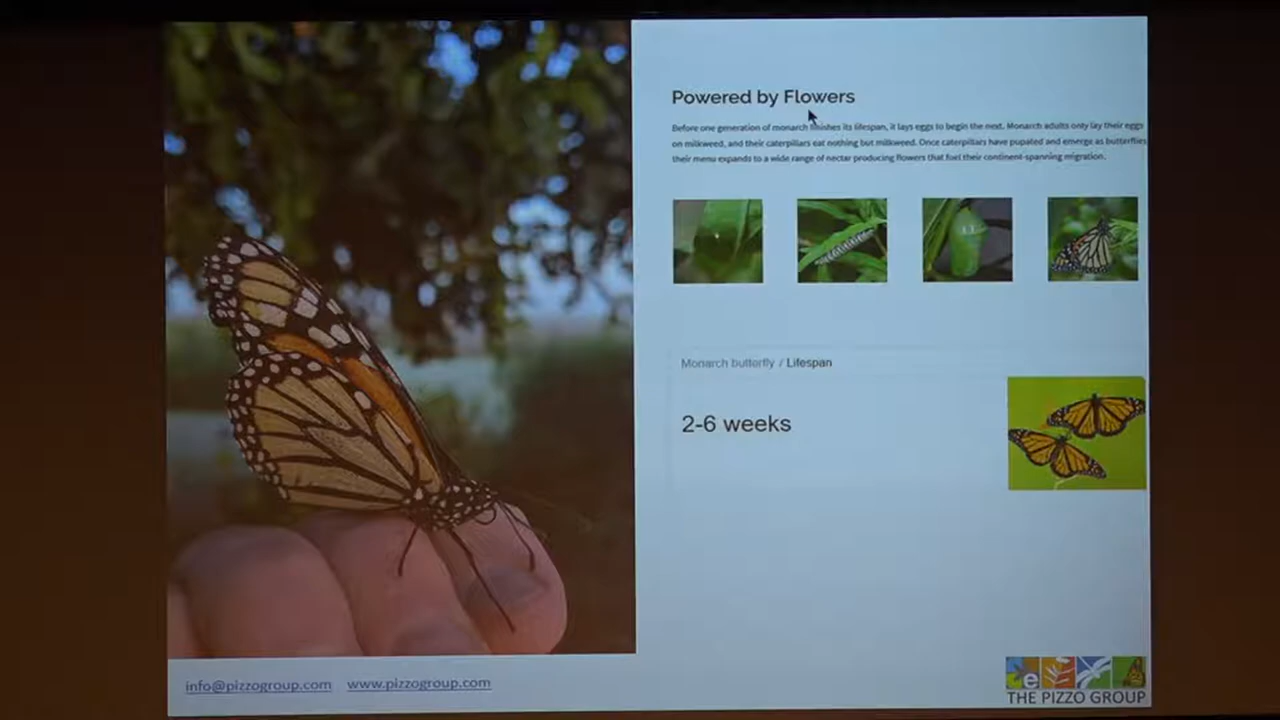 Powered by Flowers
Before one generation of monarch finishes its lifespan, it lays eggs to begin the next. Monarch adults only lay their eggs
on milkweed, and their caterpillars eat nothing but milkweed. Once caterpillars have pupated and emerge as butterflies
their menu expands to a wide range of nectar producing flowers that fuel their continent-spanning migration.
Monarch butterfly / Lifespan
2-6 weeks
info@pizzogroup.com www.pizzogroup.com
e
THE PIZZO GROUP